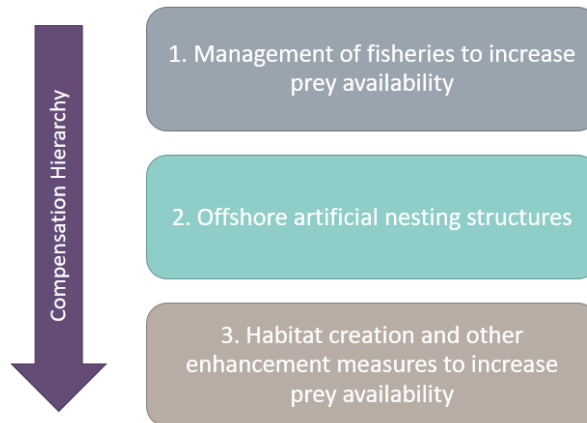 Compensation Hierarchy
1. Management of fisheries to increase
prey availability
2. Offshore artificial nesting structures
3. Habitat creation and other
enhancement measures to increase
prey availability